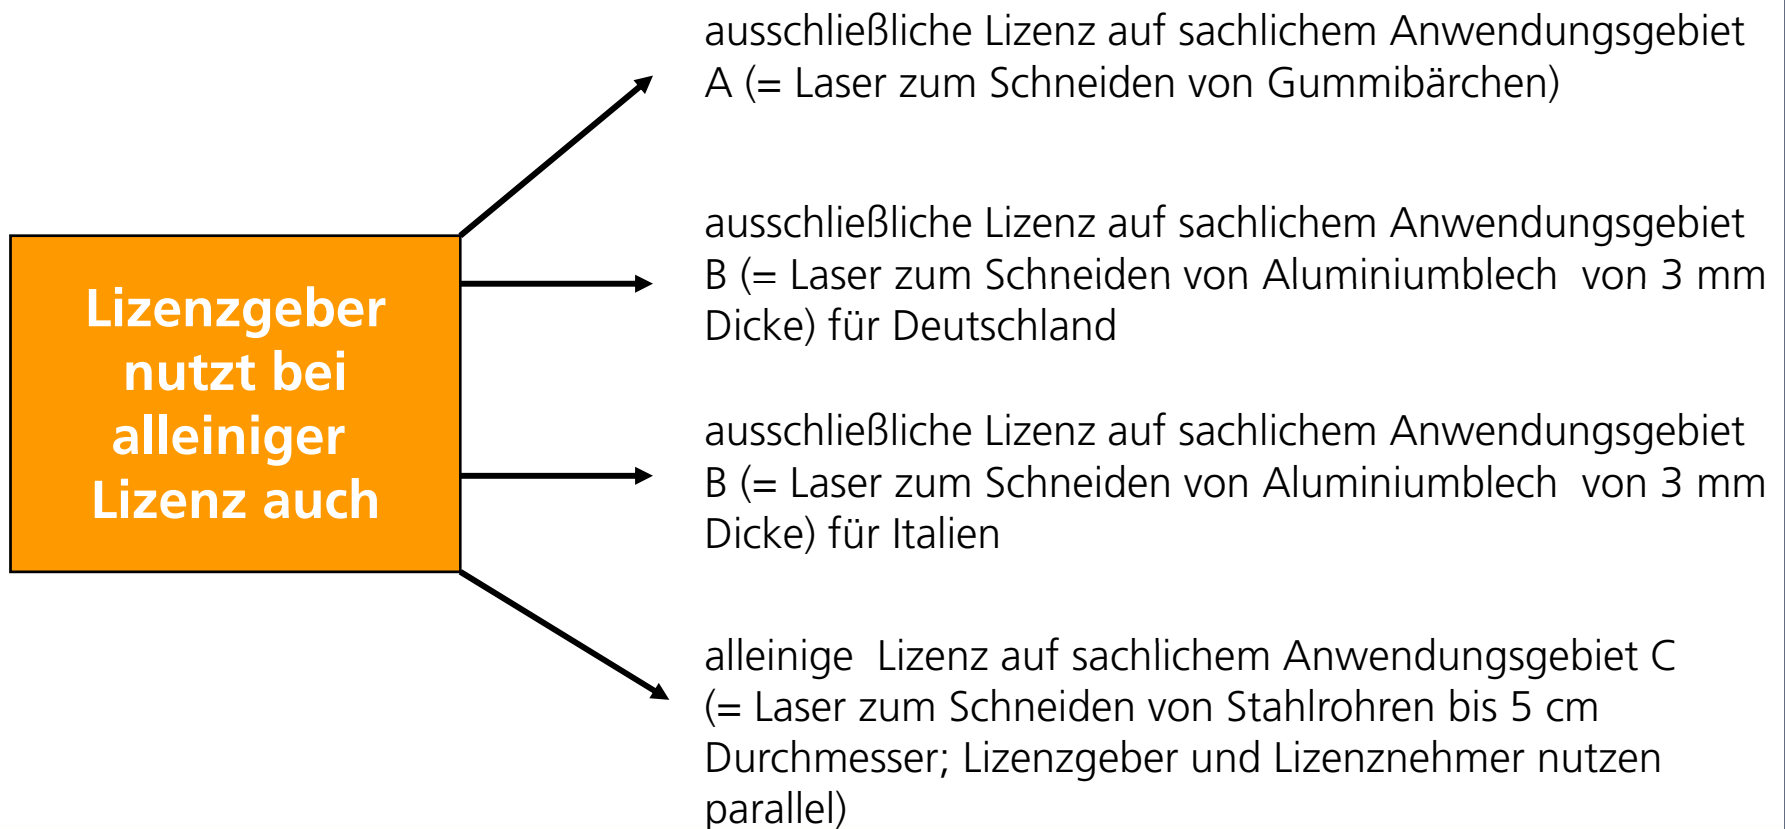 ausschließliche Lizenz auf sachlichem Anwendungsgebiet
A (= Laser zum Schneiden von Gummibärchen)
ausschließliche Lizenz auf sachlichem Anwendungsgebiet
B (= Laser zum Schneiden von Aluminiumblech  von 3 mm
Dicke) für Deutschland
Lizenzgeber
nutzt bei
alleiniger
Lizenz auch
ausschließliche Lizenz auf sachlichem Anwendungsgebiet
B (= Laser zum Schneiden von Aluminiumblech  von 3 mm
Dicke) für Italien
alleinige  Lizenz auf sachlichem Anwendungsgebiet C
(= Laser zum Schneiden von Stahlrohren bis 5 cm
Durchmesser; Lizenzgeber und Lizenznehmer nutzen
parallel)